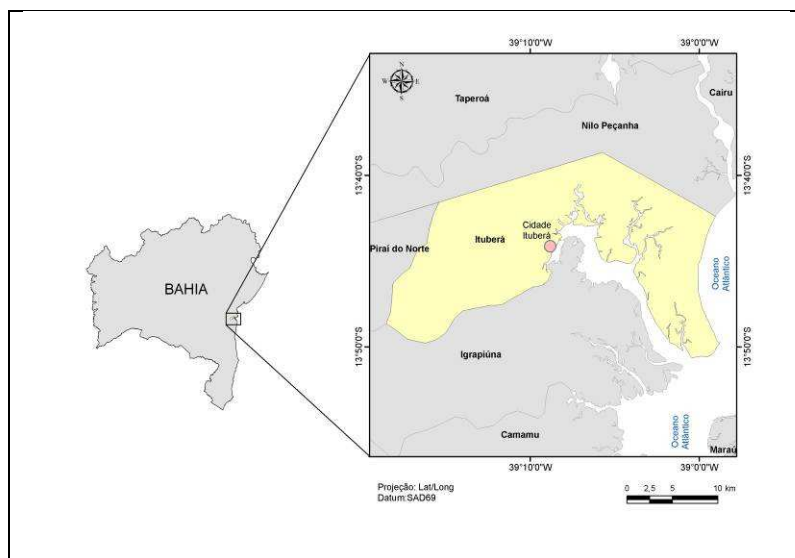 39°10'0"W
39°0'0"W
N
W
E
S
Taperoá
Cairu
Nilo Peçanha
13°40'0"S
13°40'0"S
Cidade
Ituberá
Ituberá
Piraí do Norte
Oceano
Atlântico
BAHIA
13°50'0"S
13°50'0"S
Igrapiúna
Camamu
Oceano
Atlântico
Maraú
39°10'0"W
39°0'0"W
Projeção: Lat/Long
Datum:SAD69
0 2,5 5 10 km